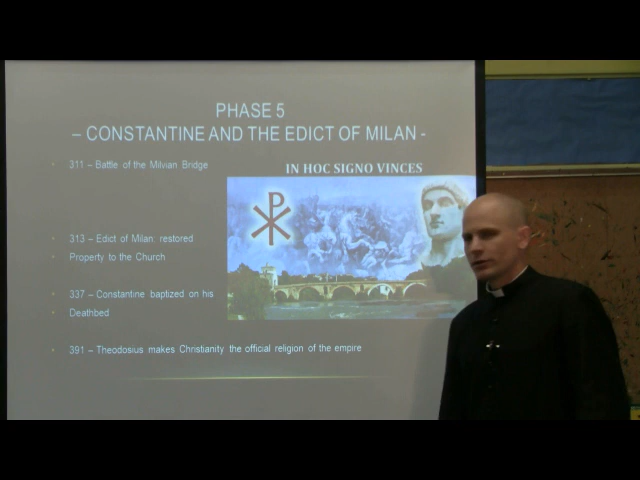 PHASE 5
– CONSTANTINE AND THE EDICT OF MILAN -
311 – Battle of the Milvian Bridge
IN HOC SIGNO VINCES
313 – Edict of Milan restored
Property to the Church
337 – Constantine baptized on his
Deathbed
391 – Theodosius makes Christianity the official religion of the empire